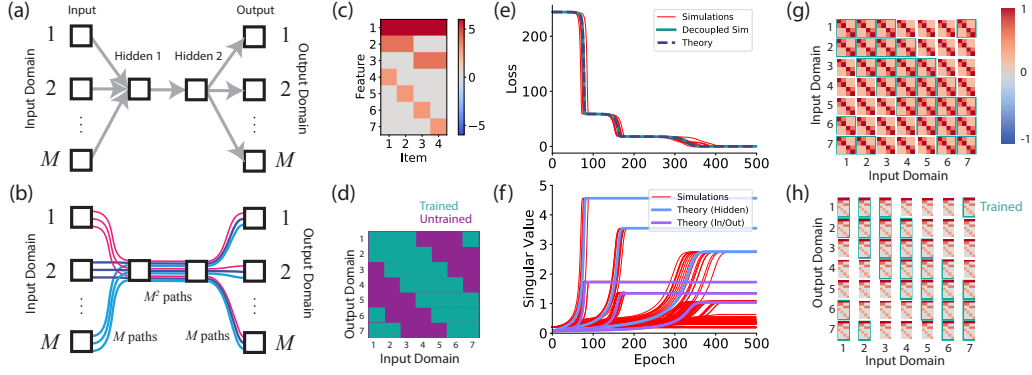 (a)
Input
Output
Input Domain
Output Domain
1
2
M
Hidden 1
Hidden 2
1
2
M
(b)
Input Domain
Output Domain
1
2
M
M² paths
M paths
M paths
1
2
M
(c)
Feature
1
2
3
4
5
6
7
1 2 3 4
Item
5
0
−5
(d)
Trained
Untrained
Output Domain
1
2
3
4
5
6
7
1 2 3 4 5 6 7
Input Domain
(e)
Loss
200
100
0
0 100 200 300 400 500
Simulations
Decoupled Sim
Theory
(f)
Singular Value
5
4
3
2
1
0
0 100 200 300 400 500
Epoch
Simulations
Theory (Hidden)
Theory (In/Out)
(g)
Input Domain
1
2
3
4
5
6
7
1 2 3 4 5 6 7
Input Domain
1
0
-1
(h)
Trained
Output Domain
1
2
3
4
5
6
7
1 2 3 4 5 6 7
Input Domain